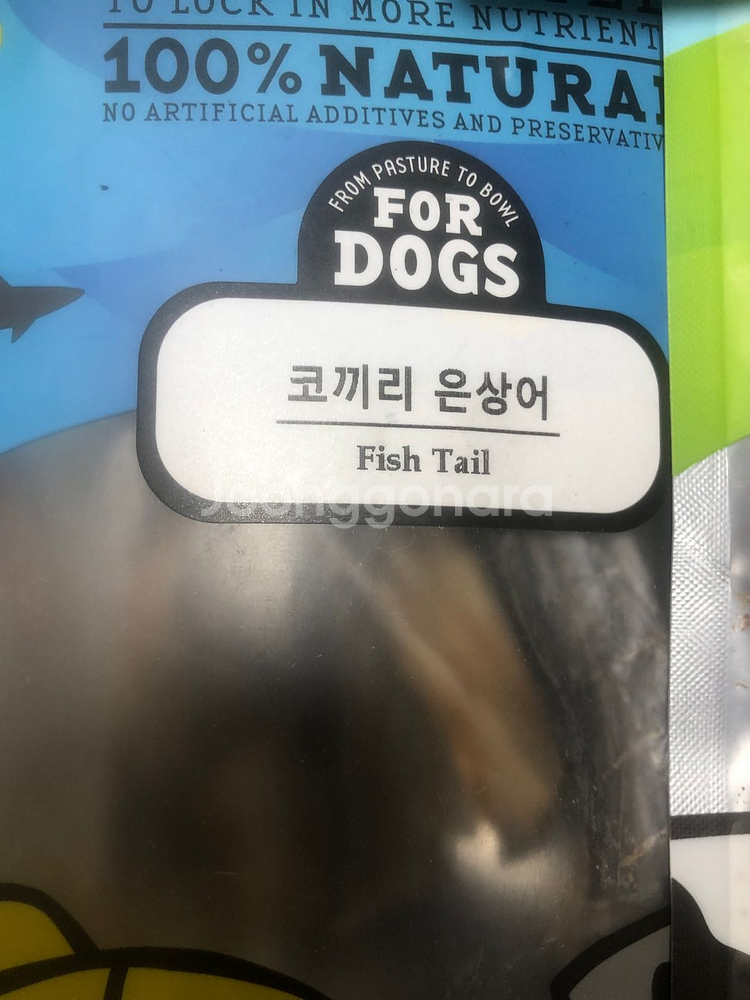 TO LOCK IN MORE NUTRIENT
100% NATURA
NO ARTIFICIAL ADDITIVES AND PRESERVATIV
FROM PASTURE TO BOWL
FOR
DOGS
코끼리 은상어
Fish Tail
Joonggonara